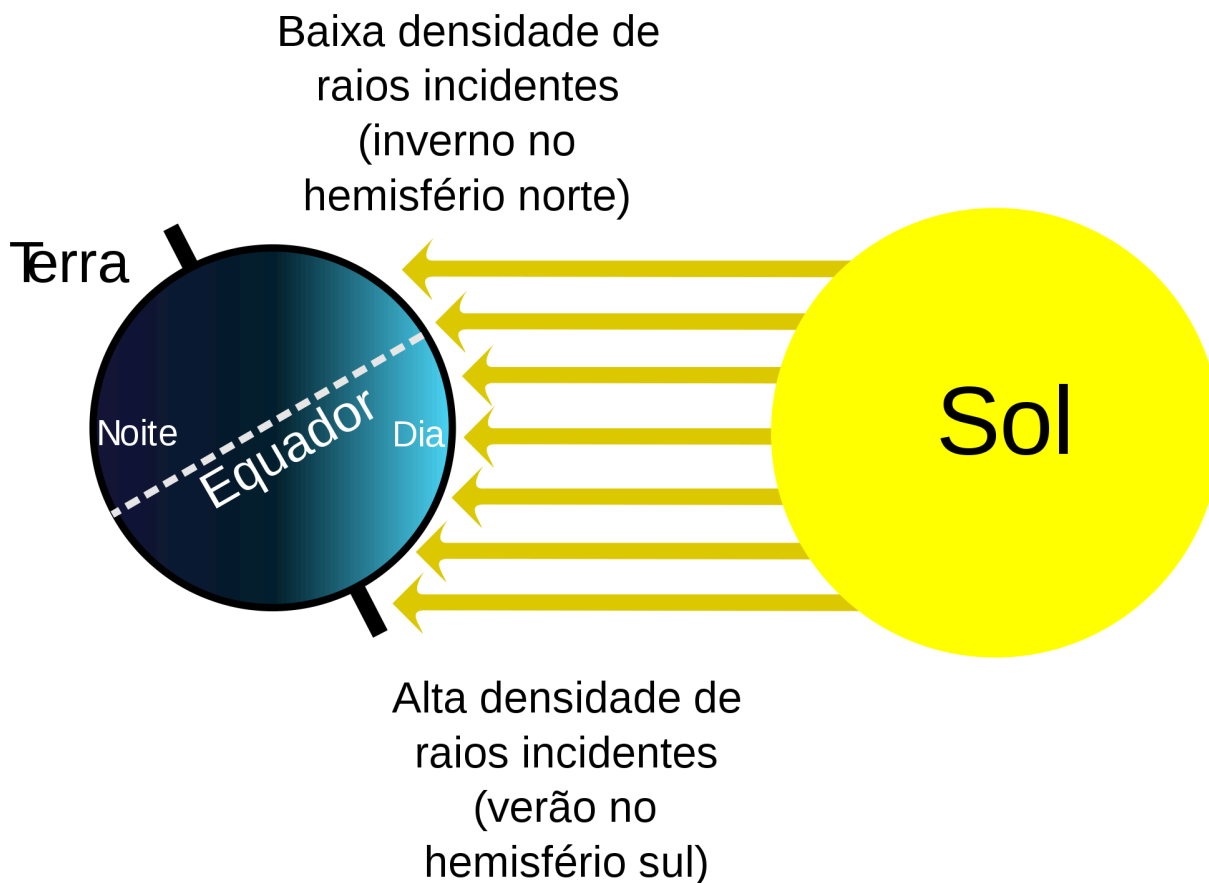 Baixa densidade de
raios incidentes
(inverno no
hemisfério norte)
Terra
Sol
Noite
Equador
Dia
Alta densidade de
raios incidentes
(verão no
hemisfério sul)